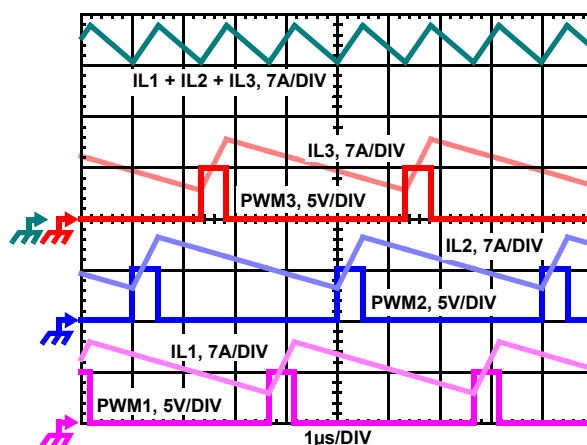 IL1 + IL2 + IL3, 7A/DIV
IL3, 7A/DIV
PWM3, 5V/DIV
IL2, 7A/DIV
PWM2, 5V/DIV
IL1, 7A/DIV
PWM1, 5V/DIV
1µs/DIV